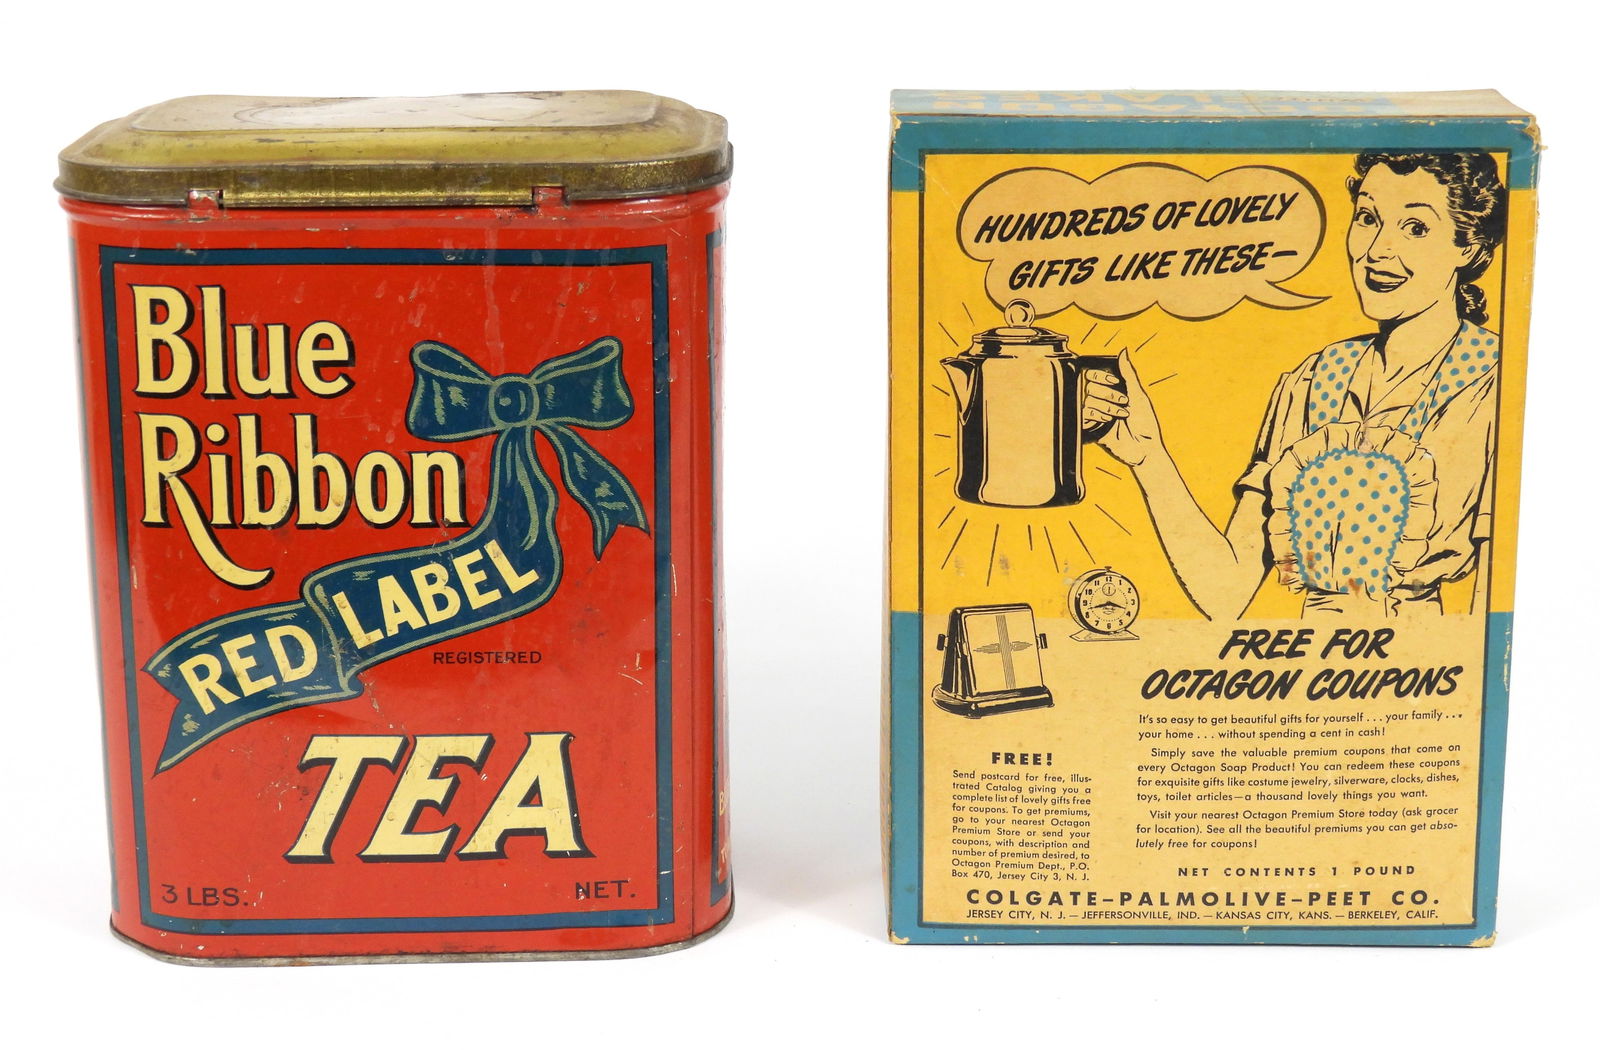 Blue
Ribbon
RED LABEL
REGISTERED
TEA
3 LBS. NET.
HUNDREDS OF LOVELY
GIFTS LIKE THESE—
FREE FOR
OCTAGON COUPONS
It's so easy to get beautiful gifts for yourself . . . your family . . .
your home . . . without spending a cent in cash!
Simply save the valuable premium coupons that come on
every Octagon Soap Product! You can redeem these coupons
for exquisite gifts like costume jewelry, silverware, clocks, dishes,
toys, toilet articles—a thousand lovely things you want.
Visit your nearest Octagon Premium Store today (ask grocer
for location). See all the beautiful premiums you can get abso-
lutely free for coupons!
FREE!
Send postcard for free, illus-
trated Catalog giving you a
complete list of lovely gifts free
for coupons. To get premiums,
go to your nearest Octagon
Premium Store or send your
coupons, with description and
number of premium desired, to
Octagon Premium Dept., P.O.
Box 470, Jersey City 3, N. J.
NET CONTENTS 1 POUND
COLGATE-PALMOLIVE-PEET CO.
JERSEY CITY, N. J. — JEFFERSONVILLE, IND. — KANSAS CITY, KANS. — BERKELEY, CALIF.